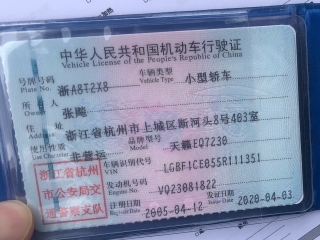 中华人民共和国机动车行驶证
Vehicle License of the People's Republic of China
号牌号码 浙A8T2X8 车辆类型 小型轿车
Plate No. Vehicle Type
所 有 人 张飚
Owner
住 址 浙江省杭州市上城区断河头8号403室
Address
使用性质 非营运 品牌型号 天籁EQ7230
Use Character Model
车辆识别代号 LGBF1CE055R111351
VIN
发动机号码 VQ23081822
Engine No.
浙江省杭州
市公安局交
通警察支队
注册日期 2005-04-12 发证日期 2020-04-03